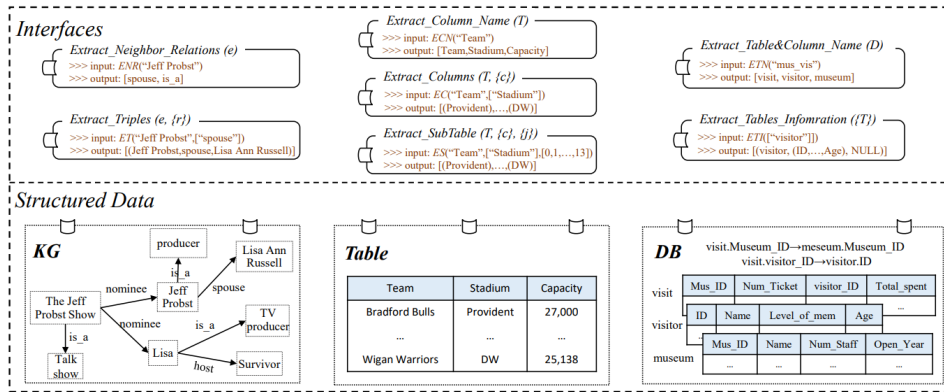 Interfaces
Extract_Neighbor_Relations (e)
>>> input: ENR(“Jeff Probst”)
>>> output: [spouse, is_a]
Extract_Triples (e, {r})
>>> input: ET(“Jeff Probst”,[“spouse”])
>>> output: [(Jeff Probst,spouse,Lisa Ann Russell)]
Extract_Column_Name (T)
>>> input: ECN(“Team”)
>>> output: [Team,Stadium,Capacity]
Extract_Columns (T, {c})
>>> input: EC(“Team”,[“Stadium”])
>>> output: [(Provident),…,(DW)]
Extract_SubTable (T, {c}, {j})
>>> input: ES(“Team”,[“Stadium”],[0,1,…,13])
>>> output: [(Provident),…,(DW)]
Extract_Table&Column_Name (D)
>>> input: ETN(“mus_vis”)
>>> output: [visit, visitor, museum]
Extract_Tables_Infomration ({T})
>>> input: ETI([“visitor”]])
>>> output: [(visitor, (ID,…,Age), NULL)]
Structured Data
KG
producer
Lisa Ann
Russell
is_a
nominee
Jeff
Probst
spouse
The Jeff
Probst Show
nominee
is_a
TV
producer
is_a
Lisa
host
Survivor
Talk
show
Table
Team Stadium Capacity
Bradford Bulls Provident 27,000
... ... ...
Wigan Warriors DW 25,138
DB
visit.Museum_ID→meseum.Museum_ID
visit.visitor_ID→visitor.ID
visit
Mus_ID Num_Ticket visitor_ID Total_spent
visitor
ID Name Level_of_mem Age
museum
Mus_ID Name Num_Staff Open_Year
... ... ... ...